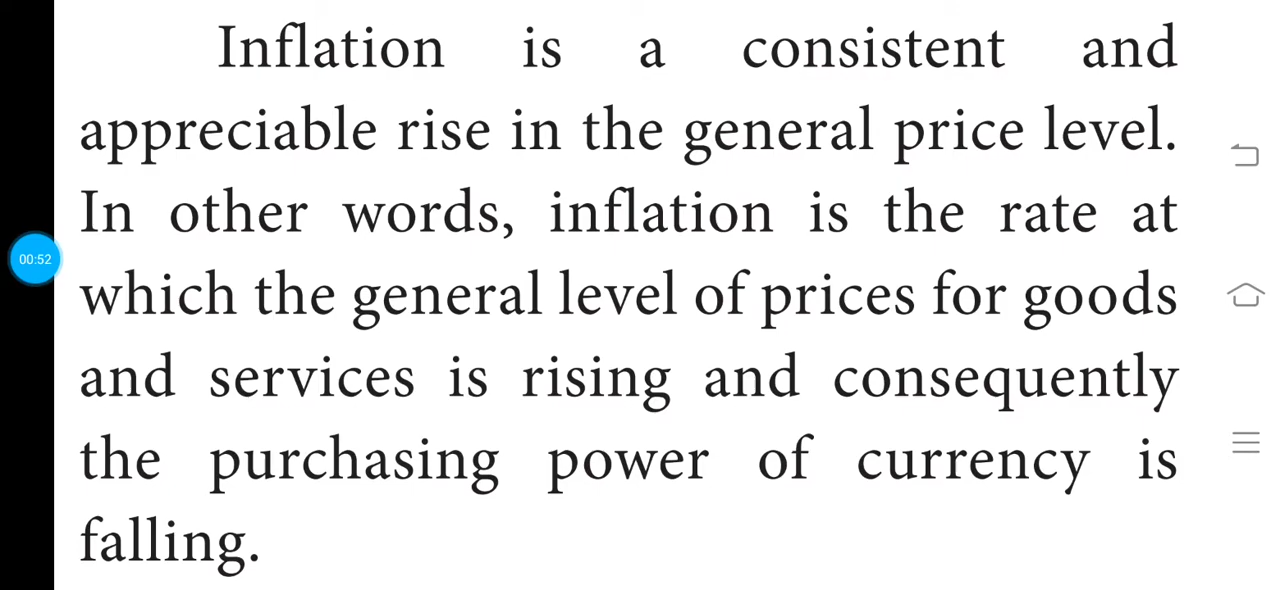 Inflation is a consistent and
appreciable rise in the general price level.
In other words, inflation is the rate at
which the general level of prices for goods
00:52
and services is rising and consequently
the purchasing power of currency is
falling.